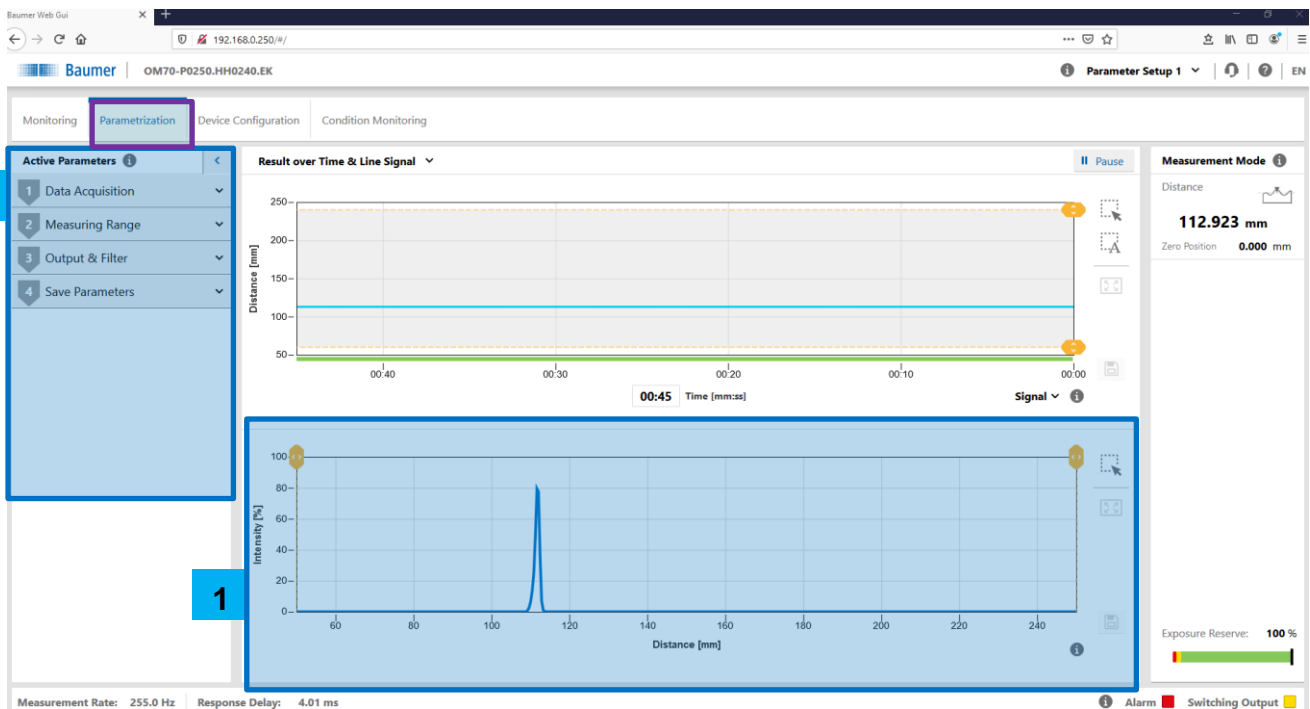 Baumer Web Gui
192.168.0.250/#/
Baumer OM70-P0250.HH0240.EK Parameter Setup 1 EN
Monitoring Parametrization Device Configuration Condition Monitoring
Active Parameters
1 Data Acquisition
2 Measuring Range
3 Output & Filter
4 Save Parameters
Result over Time & Line Signal
Pause
250
200
150
100
50
Distance [mm]
00:40 00:30 00:20 00:10 00:00
00:45 Time [mm:ss]
Signal
A
100
80
60
40
20
0
Intensity [%]
60 80 100 120 140 160 180 200 220 240
Distance [mm]
1
Measurement Mode
Distance
112.923 mm
Zero Position 0.000 mm
Exposure Reserve: 100 %
Measurement Rate: 255.0 Hz Response Delay: 4.01 ms
Alarm Switching Output